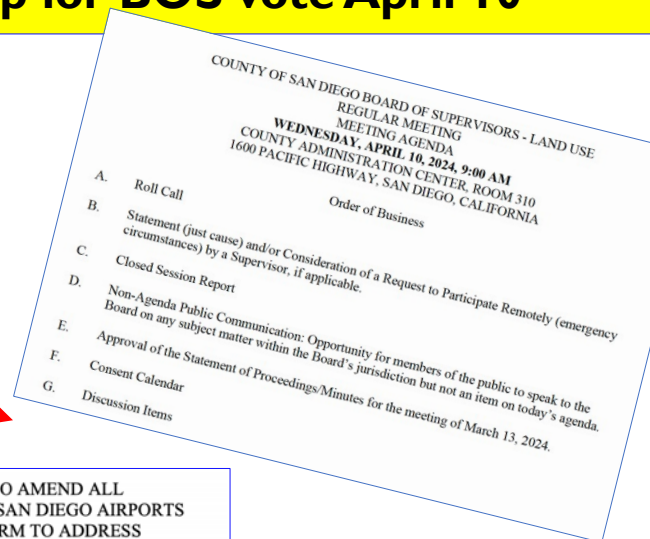 p for BOS vote April 10
COUNTY OF SAN DIEGO BOARD OF SUPERVISORS - LAND USE
REGULAR MEETING
MEETING AGENDA
WEDNESDAY, APRIL 10, 2024, 9:00 AM
COUNTY ADMINISTRATION CENTER, ROOM 310
1600 PACIFIC HIGHWAY, SAN DIEGO, CALIFORNIA
Order of Business
A. Roll Call
B. Statement (just cause) and/or Consideration of a Request to Participate Remotely (emergency
circumstances) by a Supervisor, if applicable.
C. Closed Session Report
D. Non-Agenda Public Communication: Opportunity for members of the public to speak to the
Board on any subject matter within the Board's jurisdiction but not an item on today's agenda.
E. Approval of the Statement of Proceedings/Minutes for the meeting of March 13, 2024.
F. Consent Calendar
G. Discussion Items
O AMEND ALL
SAN DIEGO AIRPORTS
RM TO ADDRESS